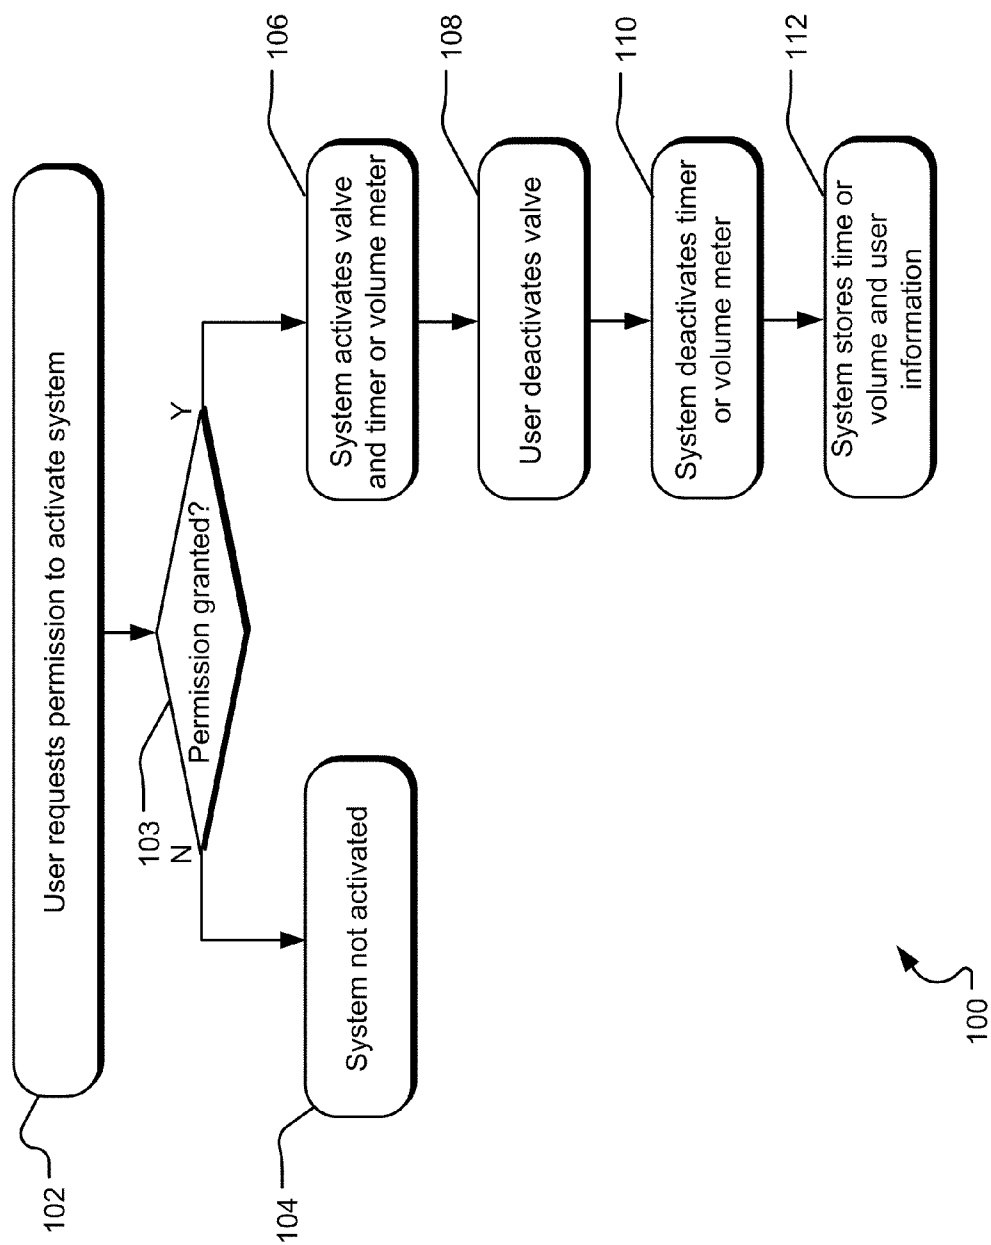 102
User requests permission to activate system
103
Permission granted?
N
Y
104
System not activated
106
System activates valve
and timer or volume meter
108
User deactivates valve
110
System deactivates timer
or volume meter
112
System stores time or
volume and user
information
100